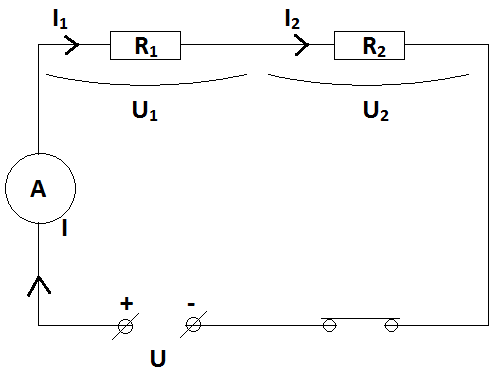 I₁ I₂
R₁ R₂
U₁ U₂
A
I
+ -
U